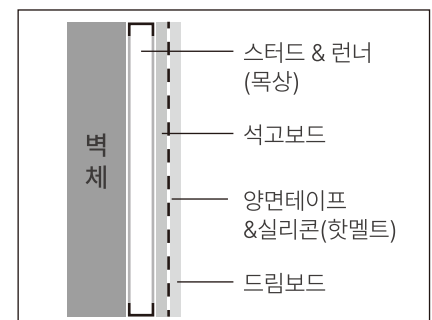 스터드 & 런너
(목상)
석고보드
벽
체
양면테이프
&실리콘(핫멜트)
드림보드